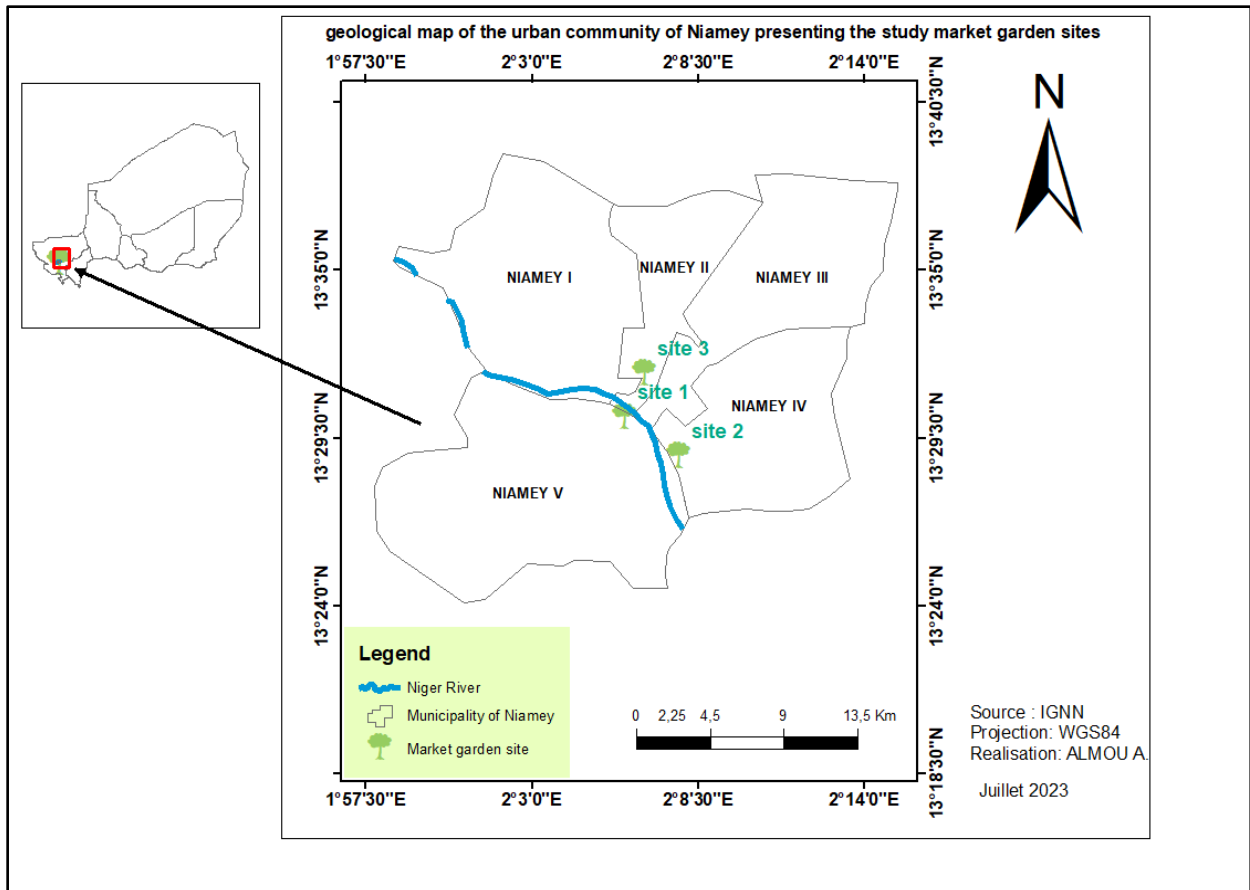 geological map of the urban community of Niamey presenting the study market garden sites
1°57'30"E 2°3'0"E 2°8'30"E 2°14'0"E
13°40'30"N
13°40'30"N
N
13°35'0"N
13°35'0"N
NIAMEY I
NIAMEY II
NIAMEY III
site 3
site 1
NIAMEY IV
site 2
13°29'30"N
13°29'30"N
NIAMEY V
13°24'0"N
13°24'0"N
Legend
Niger River
Municipality of Niamey
Market garden site
0 2,25 4,5 9 13,5 Km
Source : IGNN
Projection: WGS84
Realisation: ALMOU A.
Juillet 2023
13°18'30"N
1°57'30"E 2°3'0"E 2°8'30"E 2°14'0"E